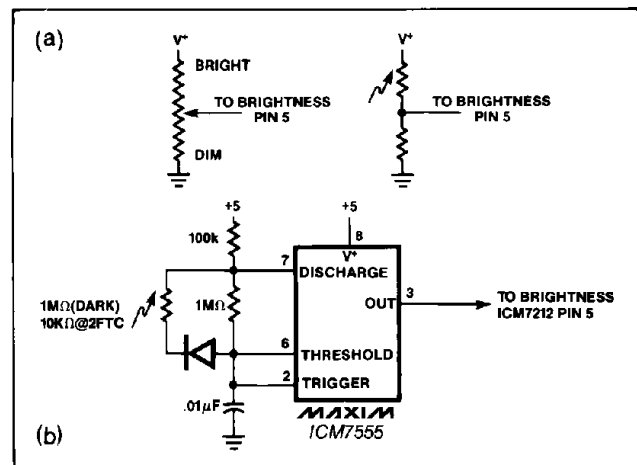 (a)
V+
BRIGHT
TO BRIGHTNESS
PIN 5
DIM
V+
TO BRIGHTNESS
PIN 5
+5
100k
+5
8
V+
7
DISCHARGE
1MΩ(DARK)
10KΩ@2FTC
1MΩ
OUT
3
TO BRIGHTNESS
ICM7212 PIN 5
6
THRESHOLD
2
TRIGGER
.01µF
MAXIM
ICM7555
(b)